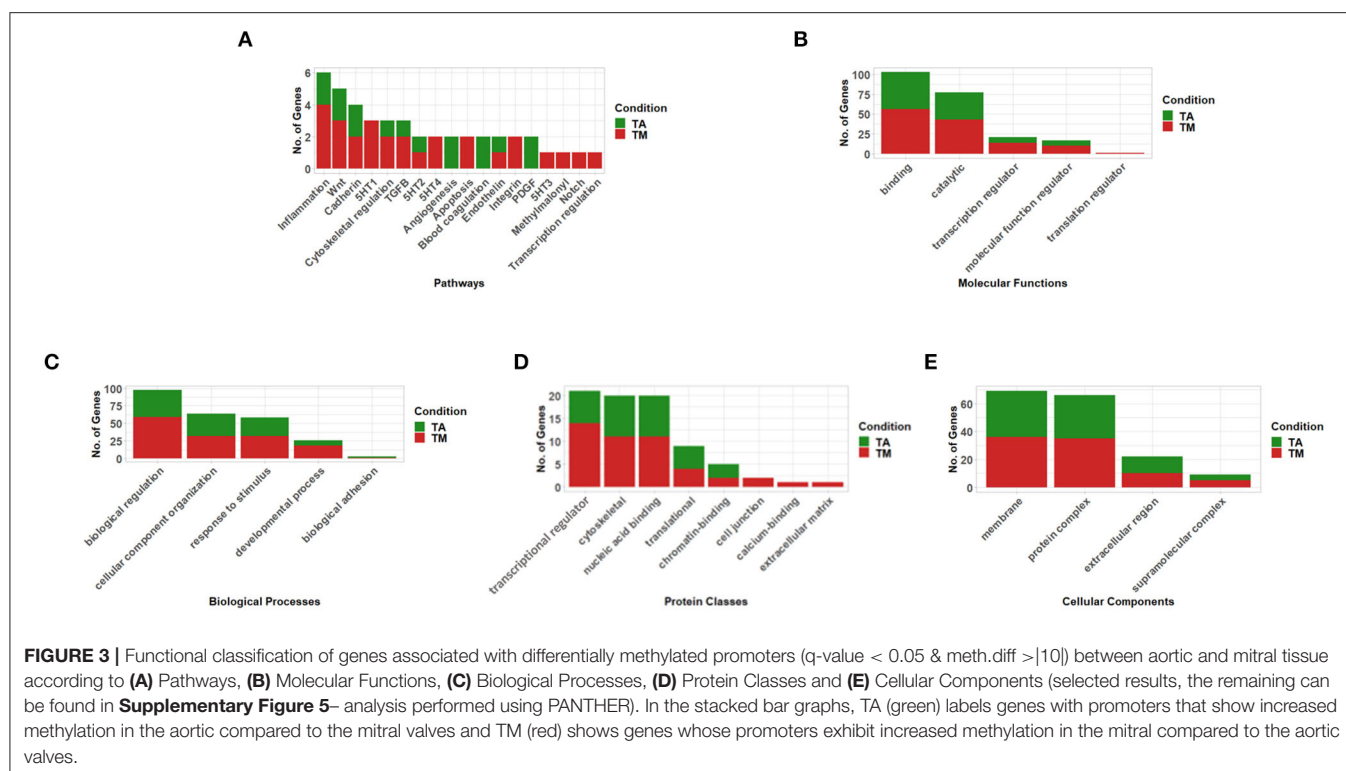 A
6
4
2
0
No. of Genes
Inflammation
Wnt
Cadherin
5HT1
Cytoskeletal regulation
TGFB
5HT2
5HT4
Angiogenesis
Apoptosis
Blood coagulation
Endothelin
Integrin
PDGF
5HT3
Methylmalonyl
Notch
Transcription regulation
Pathways
Condition
TA
TM
B
100
75
50
25
0
No. of Genes
binding
catalytic
transcription regulator
molecular function regulator
translation regulator
Molecular Functions
Condition
TA
TM
C
100
75
50
25
0
No. of Genes
biological regulation
cellular component organization
response to stimulus
developmental process
biological adhesion
Biological Processes
Condition
TA
TM
D
20
15
10
5
0
No. of Genes
transcriptional regulator
cytoskeletal
nucleic acid binding
translational
chromatin-binding
cell junction
calcium-binding
extracellular matrix
Protein Classes
Condition
TA
TM
E
60
40
20
0
No. of Genes
membrane
protein complex
extracellular region
supramolecular complex
Cellular Components
Condition
TA
TM
FIGURE 3 | Functional classification of genes associated with differentially methylated promoters (q-value < 0.05 & meth.diff >|10|) between aortic and mitral tissue
according to (A) Pathways, (B) Molecular Functions, (C) Biological Processes, (D) Protein Classes and (E) Cellular Components (selected results, the remaining can
be found in Supplementary Figure 5– analysis performed using PANTHER). In the stacked bar graphs, TA (green) labels genes with promoters that show increased
methylation in the aortic compared to the mitral valves and TM (red) shows genes whose promoters exhibit increased methylation in the mitral compared to the aortic
valves.